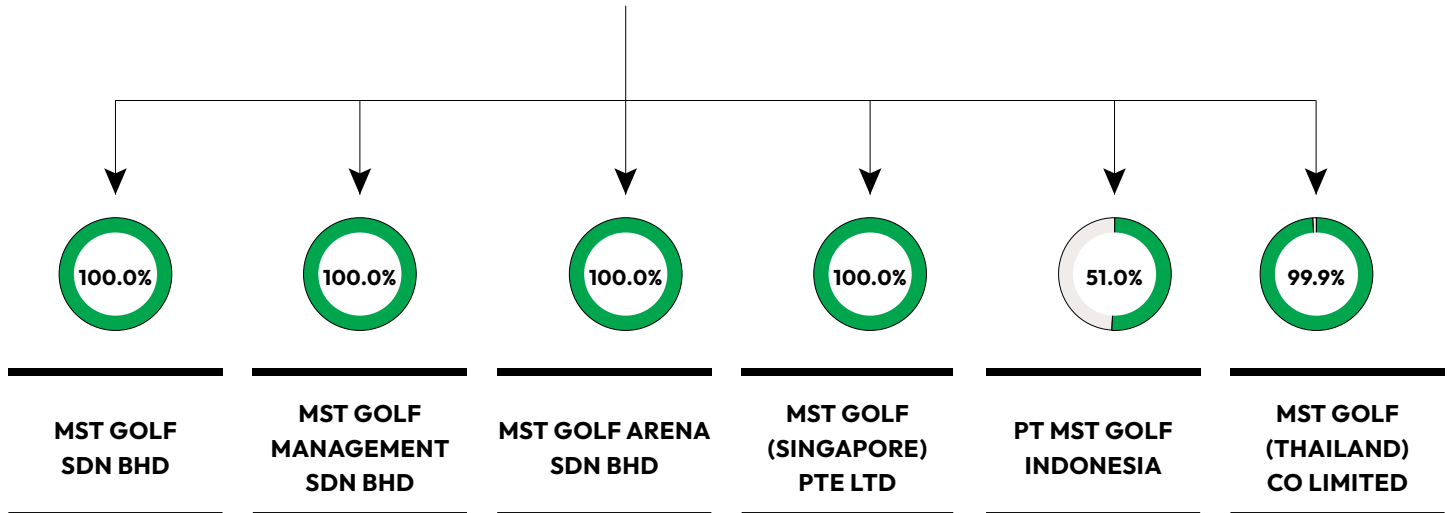 100.0%
100.0%
100.0%
100.0%
51.0%
99.9%
MST GOLF
SDN BHD
MST GOLF
MANAGEMENT
SDN BHD
MST GOLF ARENA
SDN BHD
MST GOLF
(SINGAPORE)
PTE LTD
PT MST GOLF
INDONESIA
MST GOLF
(THAILAND)
CO LIMITED